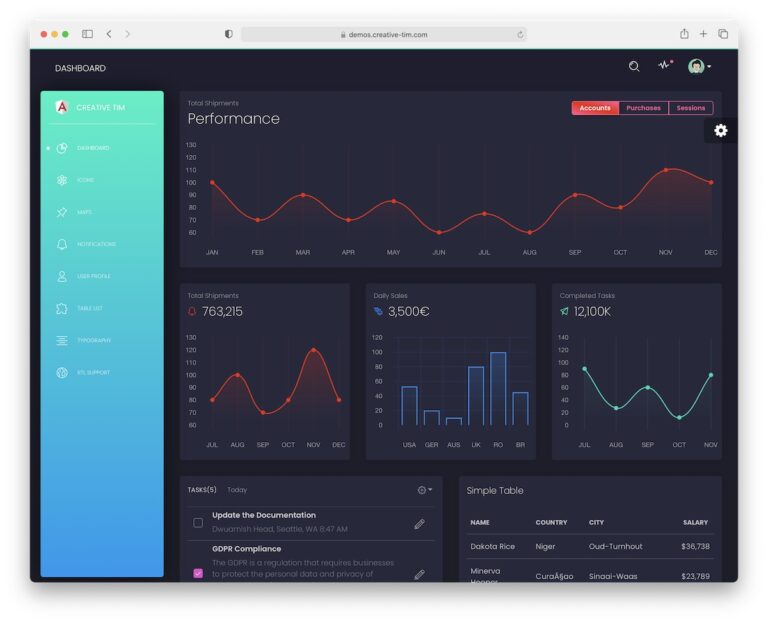 demos.creative-tim.com
DASHBOARD
CREATIVE TIM
DASHBOARD
ICONS
MAPS
NOTIFICATIONS
USER PROFILE
TABLE LIST
TYPOGRAPHY
RTL SUPPORT
Total Shipments
Performance
Accounts Purchases Sessions
130
120
110
100
90
80
70
60
JAN FEB MAR APR MAY JUN JUL AUG SEP OCT NOV DEC
Total Shipments
763,215
130
120
110
100
90
80
70
60
JUL AUG SEP OCT NOV DEC
Daily Sales
3,500€
120
100
80
60
40
20
0
USA GER AUS UK RO BR
Completed Tasks
12,100K
140
120
100
80
60
40
20
0
JUL AUG SEP OCT NOV
TASKS(5) Today
Update the Documentation
Dwuamish Head, Seattle, WA 8:47 AM
GDPR Compliance
The GDPR is a regulation that requires businesses
to protect the personal data and privacy of
Simple Table
NAME COUNTRY CITY SALARY
Dakota Rice Niger Oud-Turnhout $36,738
Minerva
Hooper CuraÃ§ao Sinaai-Waas $23,789